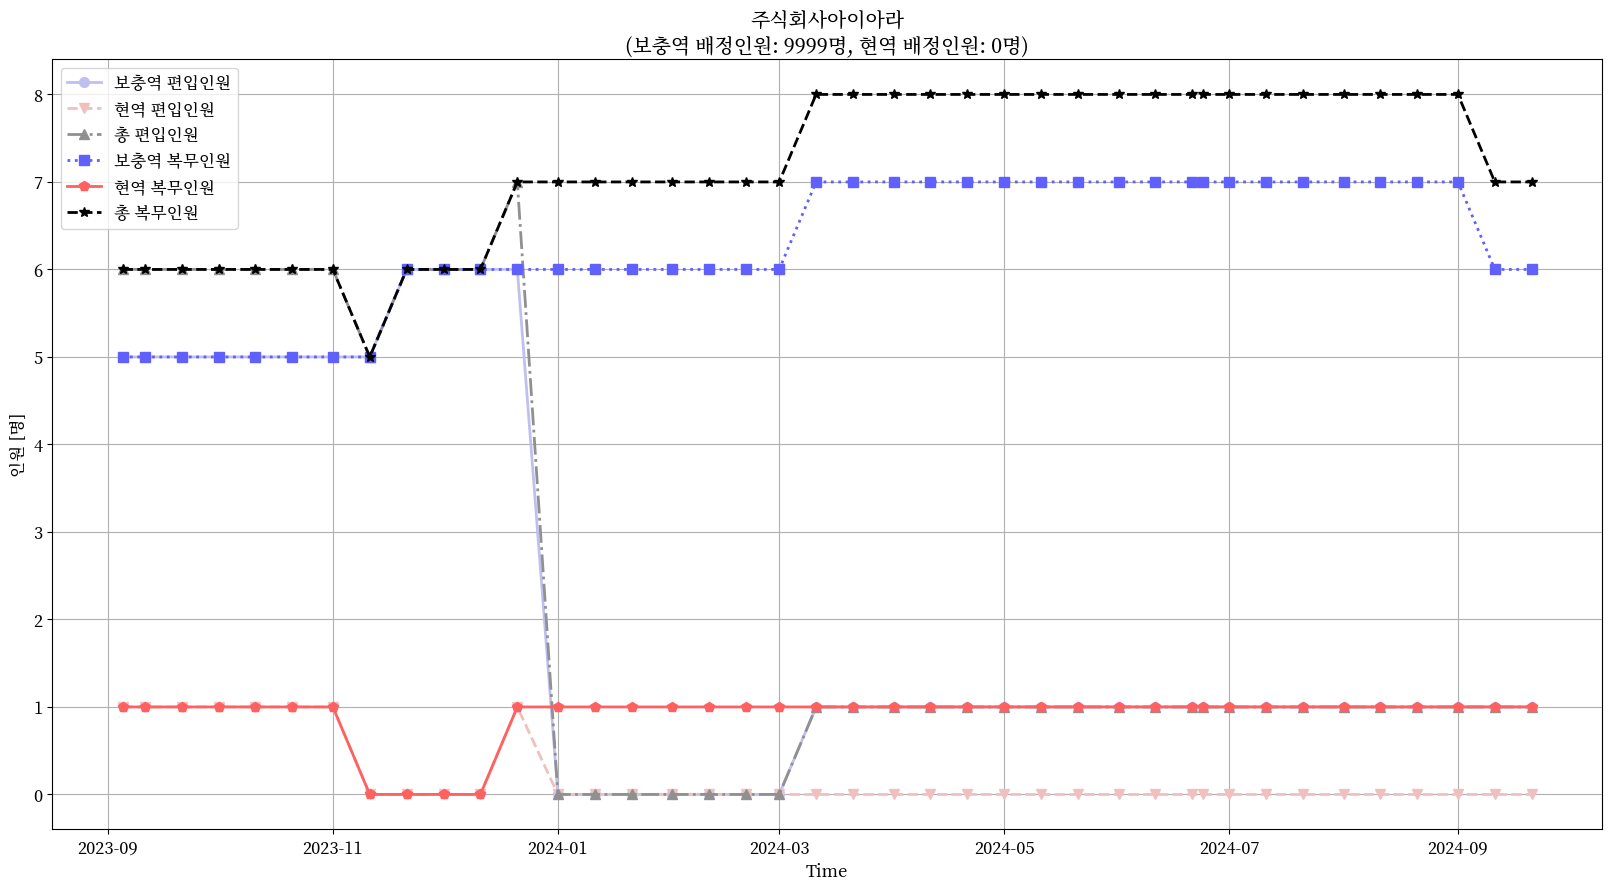 주식회사아이아라
(보충역 배정인원: 9999명, 현역 배정인원: 0명)
보충역 편입인원
현역 편입인원
총 편입인원
보충역 복무인원
현역 복무인원
총 복무인원
8
7
6
5
4
3
2
1
0
인원 [명]
2023-09 2023-11 2024-01 2024-03 2024-05 2024-07 2024-09
Time